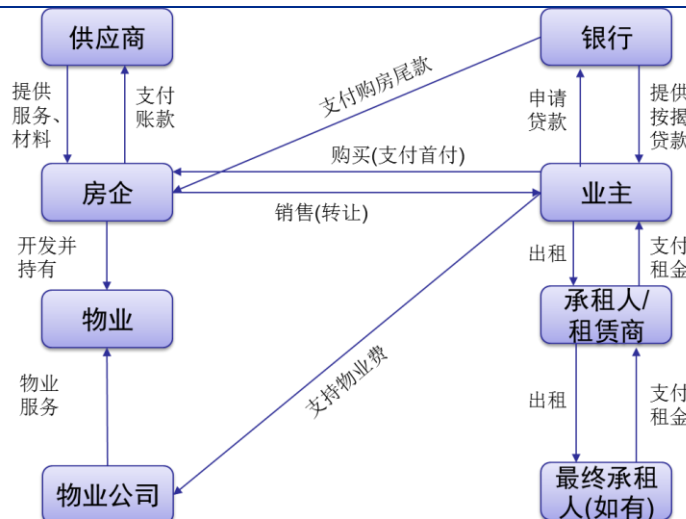 供应商
银行
提供
服务、
材料
支付
账款
支付购房尾款
申请
贷款
提供
按揭
贷款
购买(支付首付)
房企
业主
销售(转让)
开发并
持有
出租
支付
租金
物业
承租人/
租赁商
物业
服务
支持物业费
出租
支付
租金
物业公司
最终承租
人(如有)